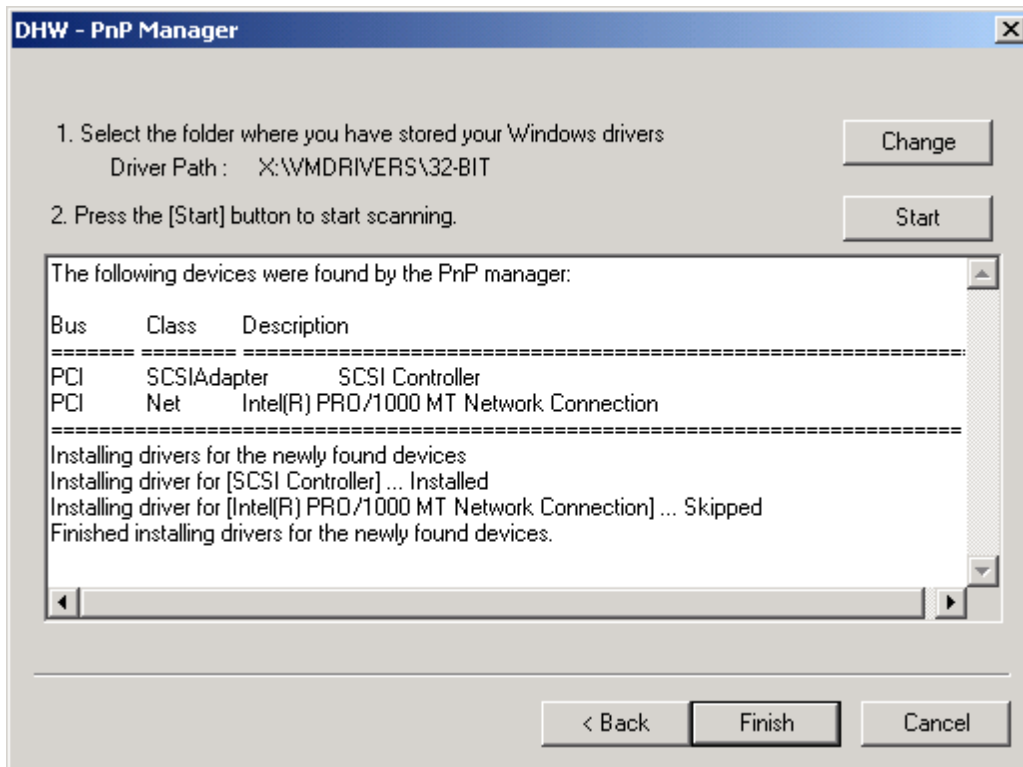 DHW - PnP Manager
1. Select the folder where you have stored your Windows drivers
Change
Driver Path : X:\VMDRIVERS\32-BIT
2. Press the [Start] button to start scanning.
Start
The following devices were found by the PnP manager:
Bus Class Description
======= ======== =============================================================
PCI SCSIAdapter SCSI Controller
PCI Net Intel(R) PRO/1000 MT Network Connection
=============================================================================
Installing drivers for the newly found devices
Installing driver for [SCSI Controller] ... Installed
Installing driver for [Intel(R) PRO/1000 MT Network Connection] ... Skipped
Finished installing drivers for the newly found devices.
< Back
Finish
Cancel